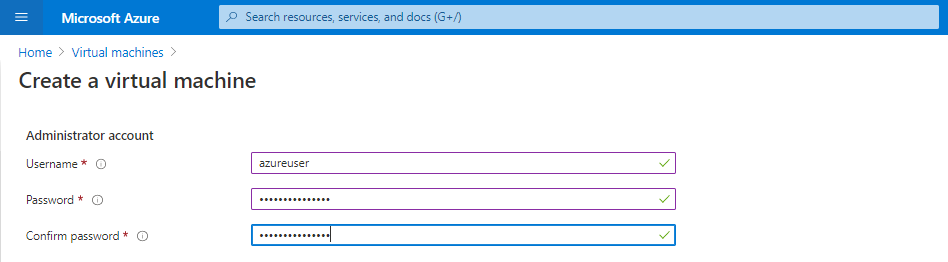 Microsoft Azure
Search resources, services, and docs (G+/)
Home > Virtual machines >
Create a virtual machine
Administrator account
Username *
azureuser
Password *
•••••••••••••••
Confirm password *
•••••••••••••••